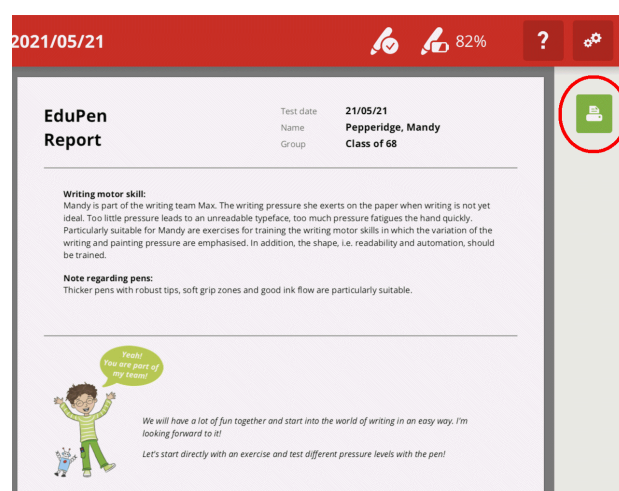 2021/05/21
82%
?
EduPen
Report
Test date 21/05/21
Name Pepperidge, Mandy
Group Class of 68
Writing motor skill:
Mandy is part of the writing team Max. The writing pressure she exerts on the paper when writing is not yet
ideal. Too little pressure leads to an unreadable typeface, too much pressure fatigues the hand quickly.
Particularly suitable for Mandy are exercises for training the writing motor skills in which the variation of the
writing and painting pressure are emphasised. In addition, the shape, i.e. readability and automation, should
be trained.
Note regarding pens:
Thicker pens with robust tips, soft grip zones and good ink flow are particularly suitable.
Yeah!
You are part of
my team!
We will have a lot of fun together and start into the world of writing in an easy way. I'm
looking forward to it!
Let's start directly with an exercise and test different pressure levels with the pen!